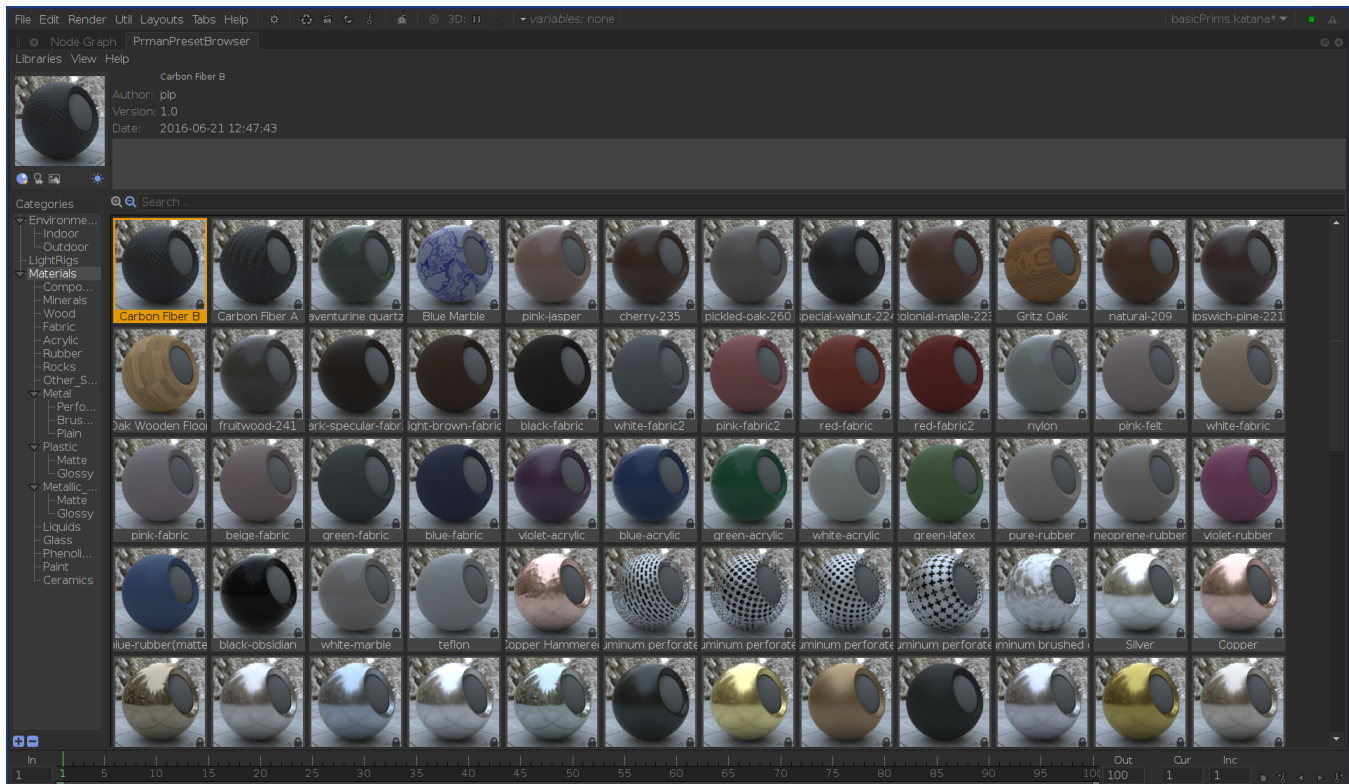 File Edit Render Util Layouts Tabs Help 3D: variables: none basicPrims.katana*
Node Graph PrmanPresetBrowser
Libraries View Help
Carbon Fiber B
Author: plp
Version: 1.0
Date: 2016-06-21 12:47:43
Categories Search...
Environme...
Indoor
Outdoor
LightRigs
Materials
Compo...
Minerals
Wood
Fabric
Acrylic
Rubber
Rocks
Other_S...
Metal
Perfo...
Brus...
Plain
Plastic
Matte
Glossy
Metallic_...
Matte
Glossy
Liquids
Glass
Phenoli...
Paint
Ceramics
Carbon Fiber B Carbon Fiber A aventurine quartz Blue Marble pink-jasper cherry-235 pickled-oak-260 special-walnut-224 colonial-maple-223 Gritz Oak natural-209 ipswich-pine-221
Oak Wooden Floor fruitwood-241 ark-specular-fabr ight-brown-fabric black-fabric white-fabric2 pink-fabric2 red-fabric red-fabric2 nylon pink-felt white-fabric
pink-fabric beige-fabric green-fabric blue-fabric violet-acrylic blue-acrylic green-acrylic white-acrylic green-latex pure-rubber neoprene-rubber violet-rubber
blue-rubber(matte black-obsidian white-marble teflon Copper Hammered uminum perforate uminum perforate uminum perforate uminum perforate uminum brushed Silver Copper
In 1 5 10 15 20 25 30 35 40 45 50 55 60 65 70 75 80 85 90 95 100 Out Cur Inc
1 100 1 1